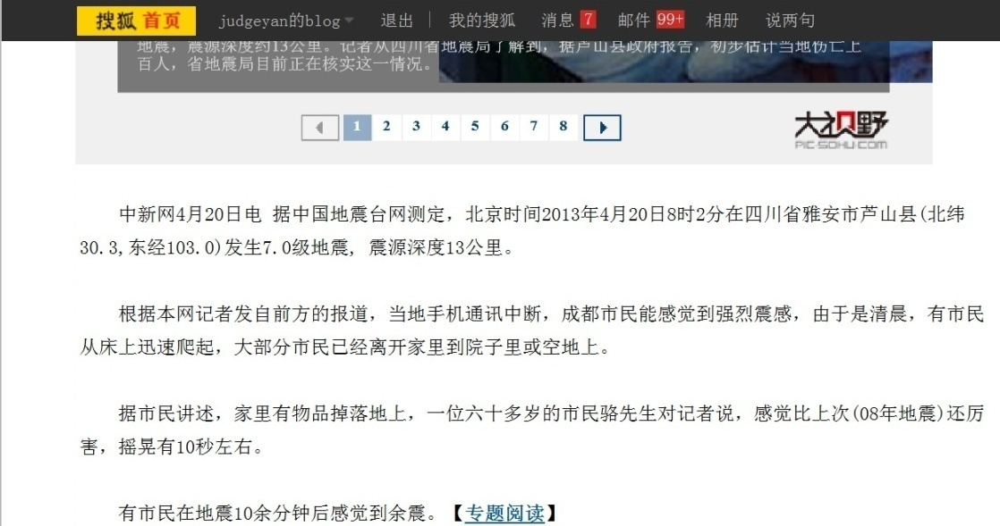 搜狐 首页 judgeyan的blog 退出 我的搜狐 消息 7 邮件 99+ 相册 说两句
地震，震源深度约13公里。记者从四川省地震局了解到，据芦山县政府报告，初步估计当地伤亡上
百人，省地震局目前正在核实这一情况。
1 2 3 4 5 6 7 8
大视野
PIC·SOHU·COM
中新网4月20日电 据中国地震台网测定，北京时间2013年4月20日8时2分在四川省雅安市芦山县(北纬
30.3,东经103.0)发生7.0级地震, 震源深度13公里。
根据本网记者发自前方的报道，当地手机通讯中断，成都市民能感觉到强烈震感，由于是清晨，有市民
从床上迅速爬起，大部分市民已经离开家里到院子里或空地上。
据市民讲述，家里有物品掉落地上，一位六十多岁的市民骆先生对记者说，感觉比上次(08年地震)还厉
害，摇晃有10秒左右。
有市民在地震10余分钟后感觉到余震。【专题阅读】